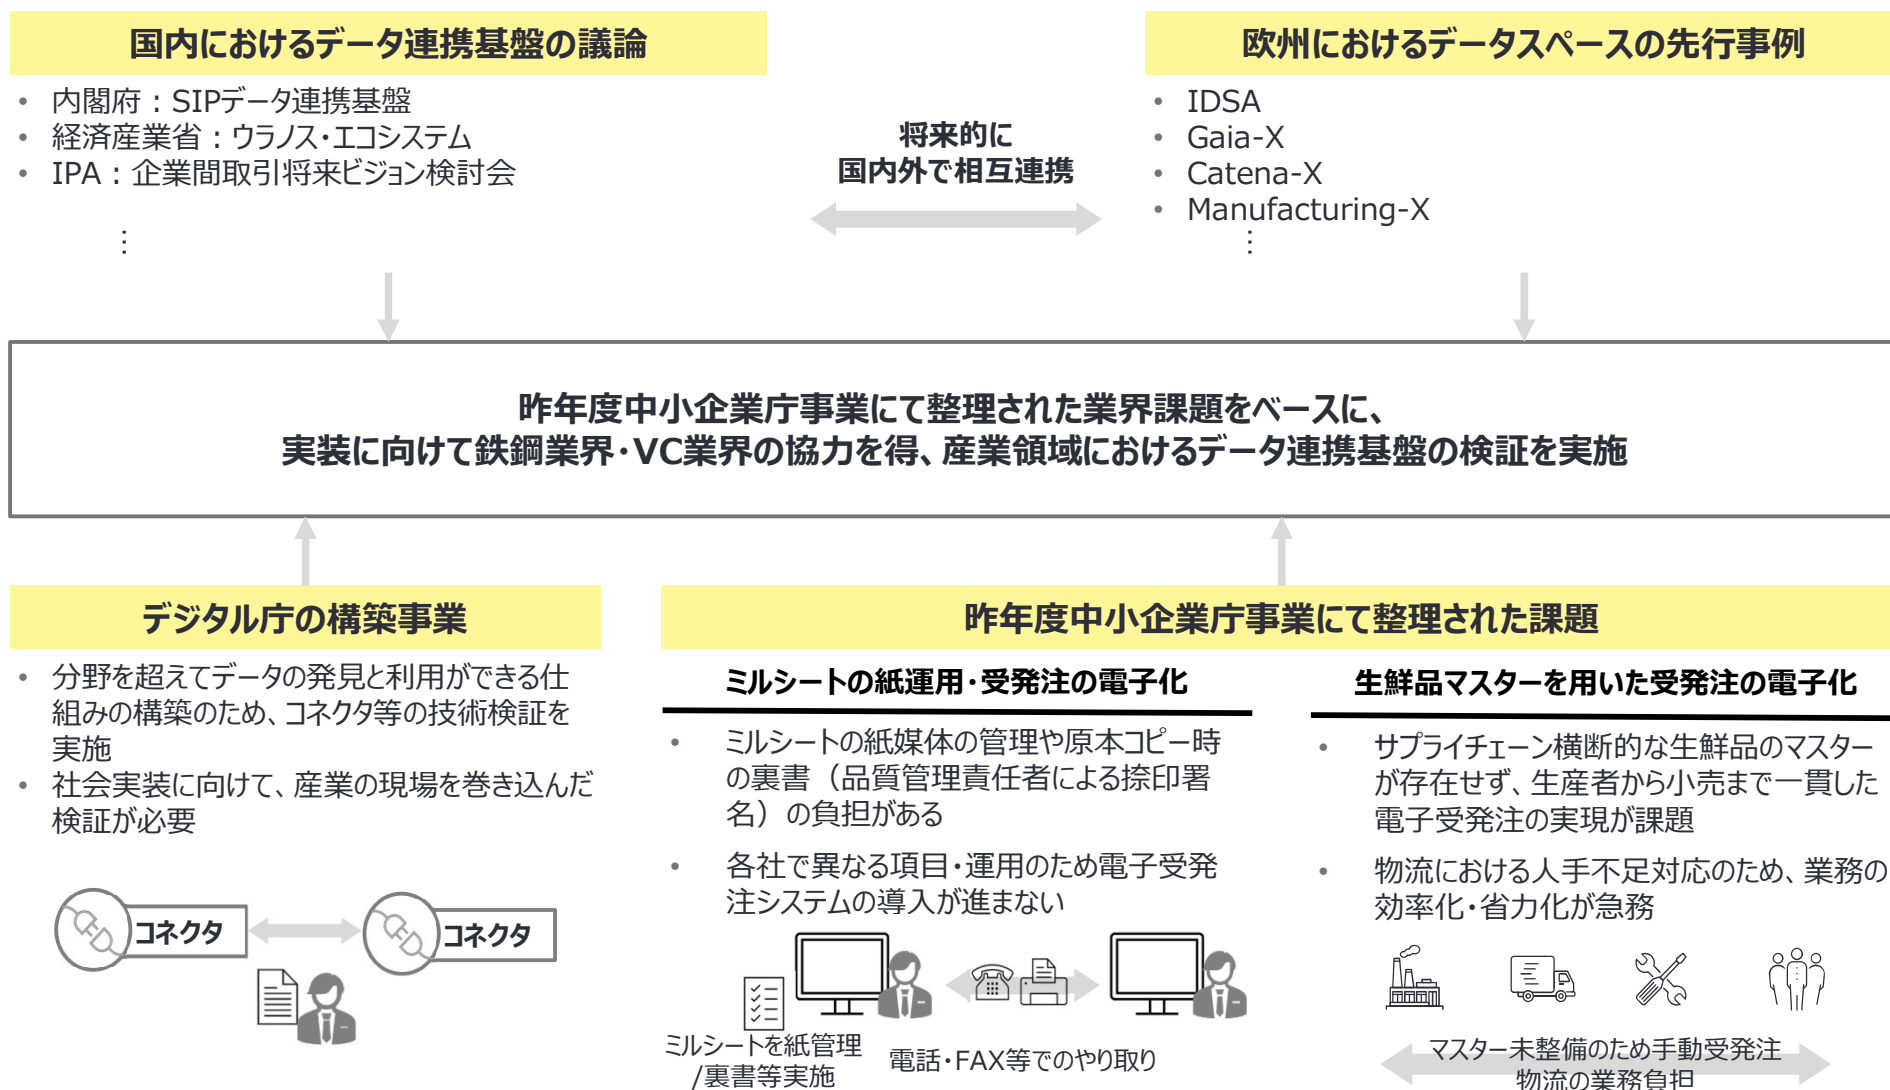 国内におけるデータ連携基盤の議論
• 内閣府：SIPデータ連携基盤
• 経済産業省：ウラノス・エコシステム
• IPA：企業間取引将来ビジョン検討会
⋮
将来的に
国内外で相互連携
欧州におけるデータスペースの先行事例
• IDSA
• Gaia-X
• Catena-X
• Manufacturing-X
⋮
昨年度中小企業庁事業にて整理された業界課題をベースに、
実装に向けて鉄鋼業界・VC業界の協力を得、産業領域におけるデータ連携基盤の検証を実施
デジタル庁の構築事業
• 分野を超えてデータの発見と利用ができる仕
組みの構築のため、コネクタ等の技術検証を
実施
• 社会実装に向けて、産業の現場を巻き込んだ
検証が必要
コネクタ
コネクタ
昨年度中小企業庁事業にて整理された課題
ミルシートの紙運用・受発注の電子化
• ミルシートの紙媒体の管理や原本コピー時
の裏書（品質管理責任者による捺印署
名）の負担がある
• 各社で異なる項目・運用のため電子受発
注システムの導入が進まない
ミルシートを紙管理
/裏書等実施
電話・FAX等でのやり取り
生鮮品マスターを用いた受発注の電子化
• サプライチェーン横断的な生鮮品のマスター
が存在せず、生産者から小売まで一貫した
電子受発注の実現が課題
• 物流における人手不足対応のため、業務の
効率化・省力化が急務
マスター未整備のため手動受発注
物流の業務負担